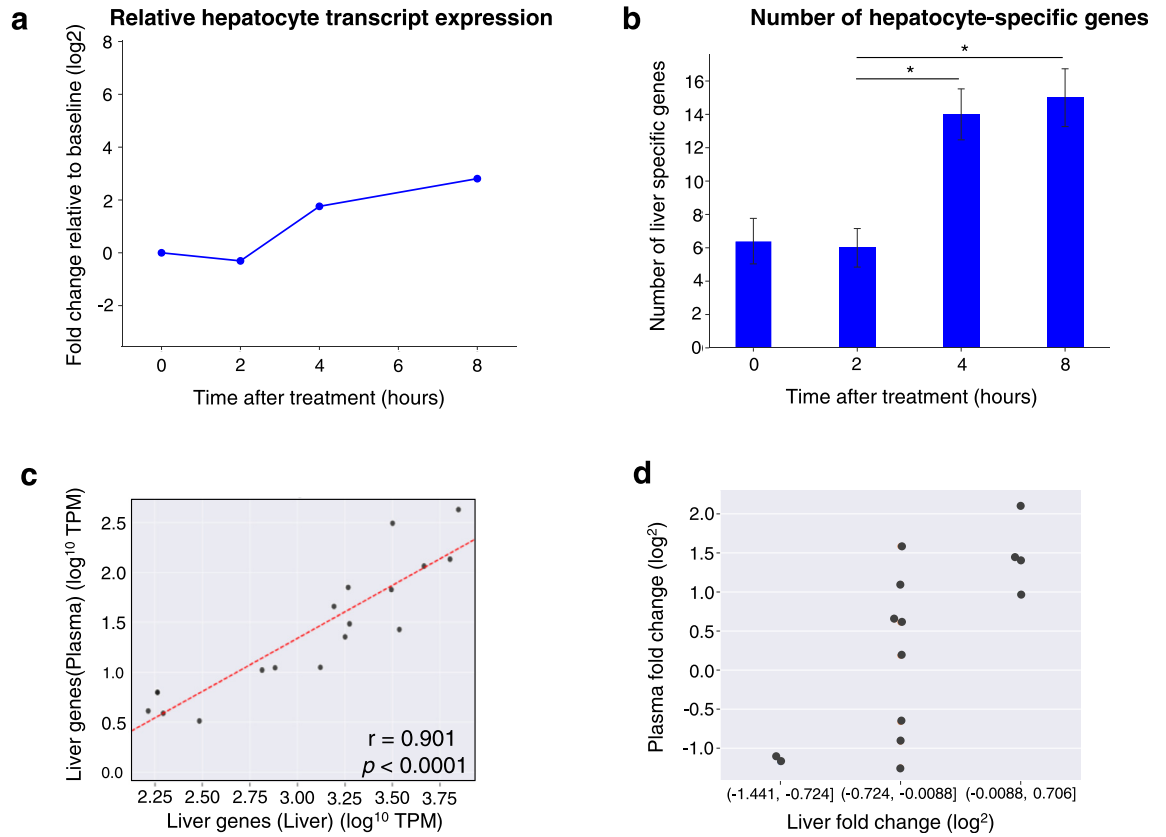 a
Relative hepatocyte transcript expression
Fold change relative to baseline (log2)
8
6
4
2
0
-2
0 2 4 6 8
Time after treatment (hours)
b
Number of hepatocyte-specific genes
Number of liver specific genes
16
14
12
10
8
6
4
2
0
*
*
0 2 4 8
Time after treatment (hours)
c
Liver genes(Plasma) (log10 TPM)
2.5
2.0
1.5
1.0
0.5
0.0
r = 0.901
p < 0.0001
2.25 2.50 2.75 3.00 3.25 3.50 3.75
Liver genes (Liver) (log10 TPM)
d
Plasma fold change (log2)
2.0
1.5
1.0
0.5
0.0
-0.5
-1.0
(-1.441, -0.724] (-0.724, -0.0088] (-0.0088, 0.706]
Liver fold change (log2)